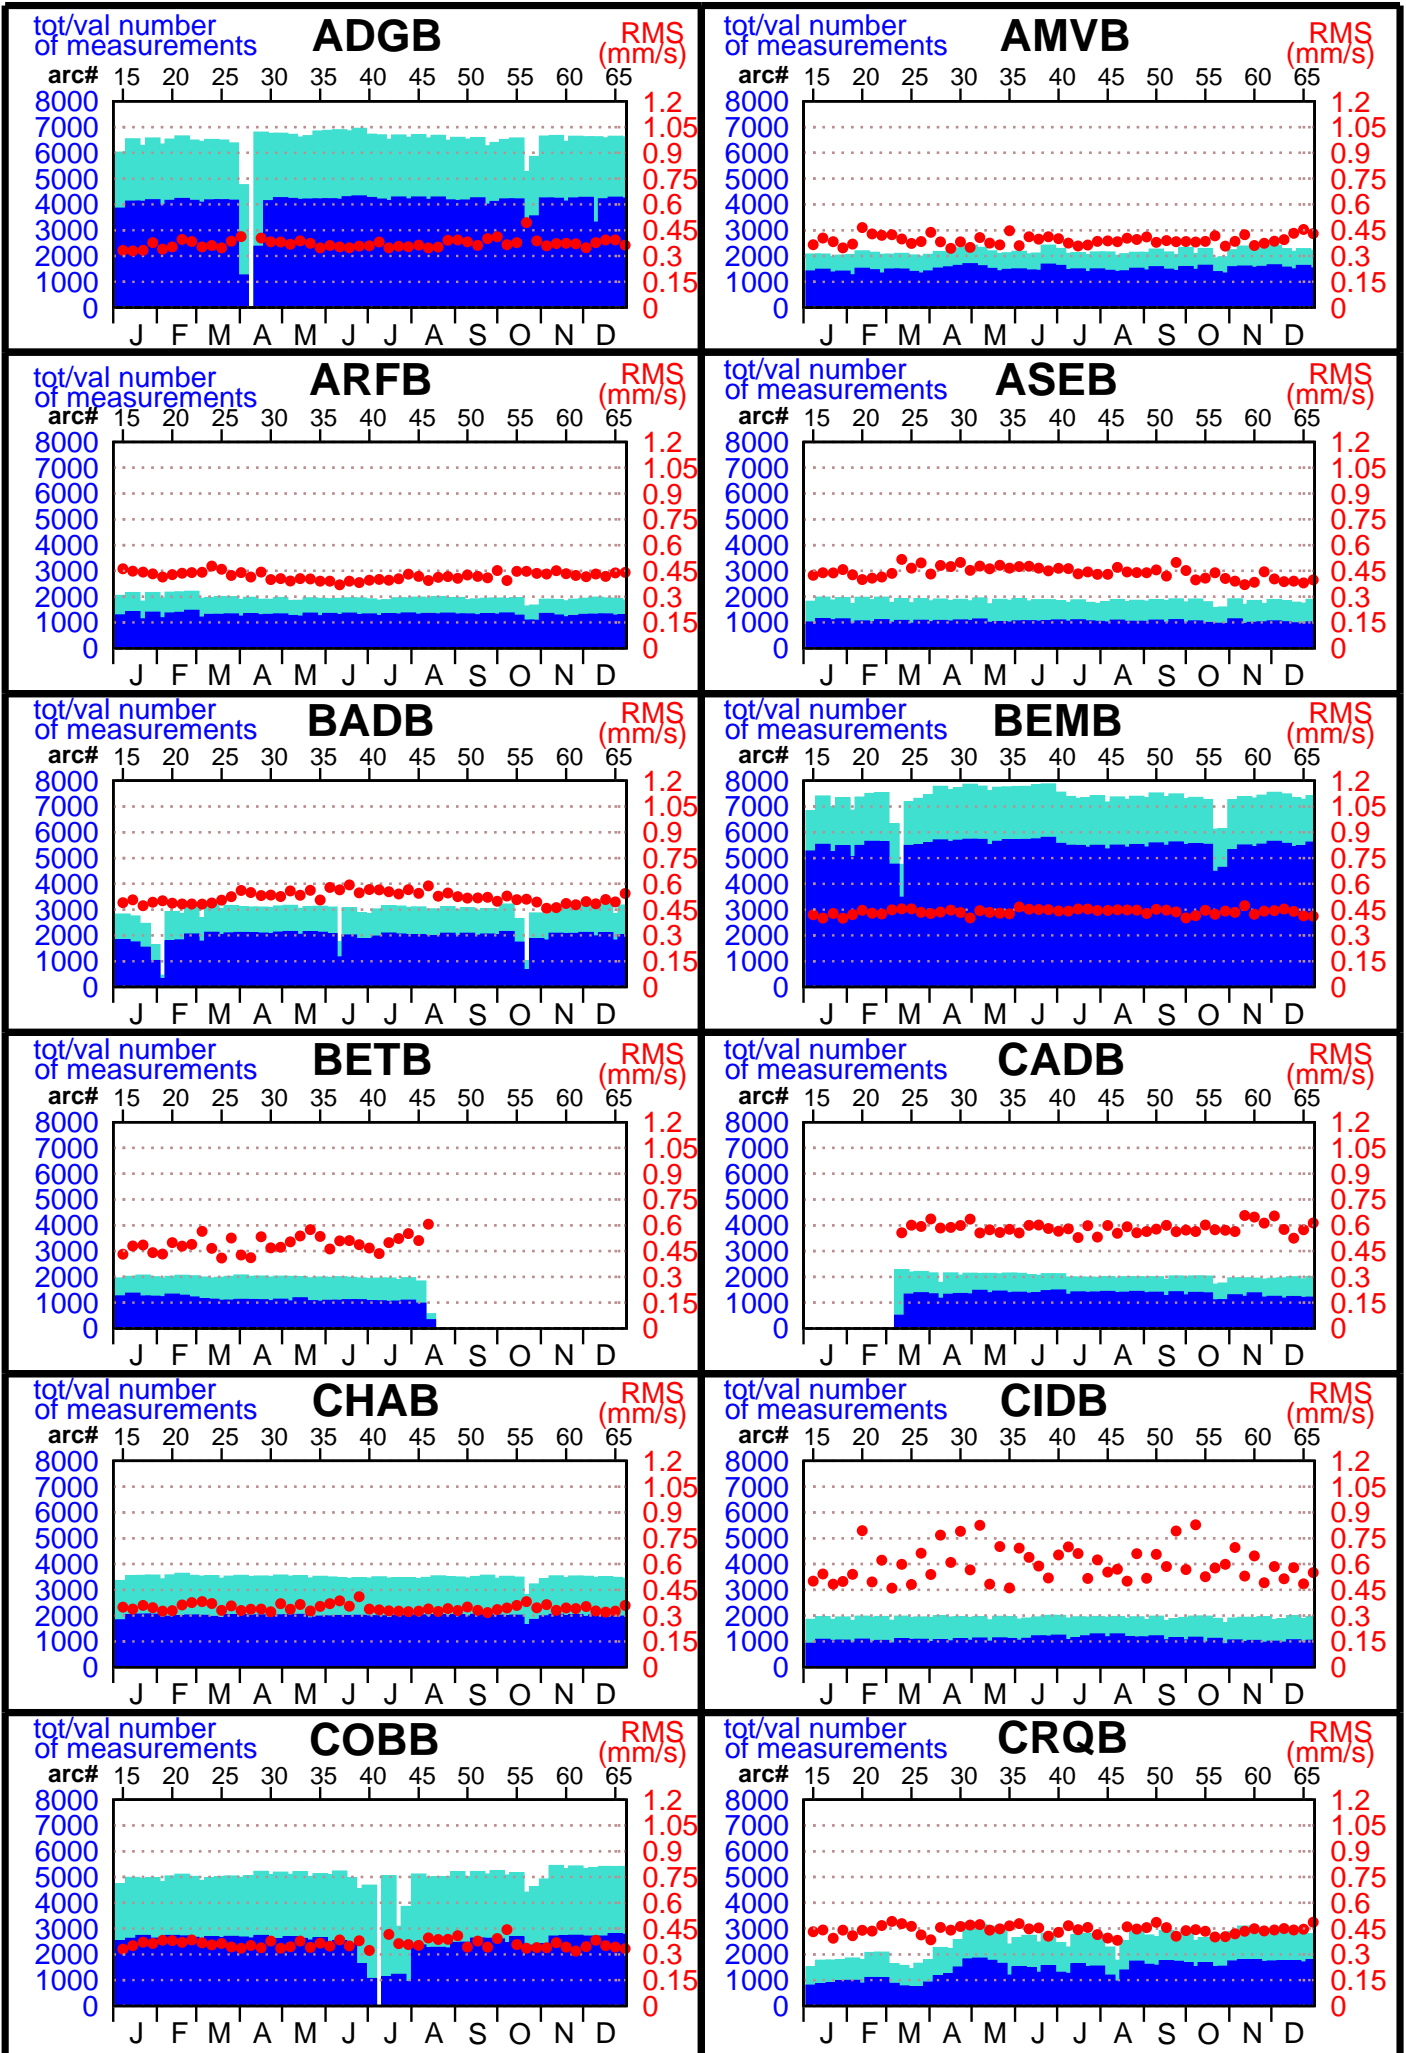 tot/val number
of measurements
ADGB
RMS
(mm/s)
arc# 15 20 25 30 35 40 45 50 55 60 65
8000 1.2
7000 1.05
6000 0.9
5000 0.75
4000 0.6
3000 0.45
2000 0.3
1000 0.15
0 0
J F M A M J J A S O N D
tot/val number
of measurements
AMVB
RMS
(mm/s)
arc# 15 20 25 30 35 40 45 50 55 60 65
8000 1.2
7000 1.05
6000 0.9
5000 0.75
4000 0.6
3000 0.45
2000 0.3
1000 0.15
0 0
J F M A M J J A S O N D
tot/val number
of measurements
ARFB
RMS
(mm/s)
arc# 15 20 25 30 35 40 45 50 55 60 65
8000 1.2
7000 1.05
6000 0.9
5000 0.75
4000 0.6
3000 0.45
2000 0.3
1000 0.15
0 0
J F M A M J J A S O N D
tot/val number
of measurements
ASEB
RMS
(mm/s)
arc# 15 20 25 30 35 40 45 50 55 60 65
8000 1.2
7000 1.05
6000 0.9
5000 0.75
4000 0.6
3000 0.45
2000 0.3
1000 0.15
0 0
J F M A M J J A S O N D
tot/val number
of measurements
BADB
RMS
(mm/s)
arc# 15 20 25 30 35 40 45 50 55 60 65
8000 1.2
7000 1.05
6000 0.9
5000 0.75
4000 0.6
3000 0.45
2000 0.3
1000 0.15
0 0
J F M A M J J A S O N D
tot/val number
of measurements
BEMB
RMS
(mm/s)
arc# 15 20 25 30 35 40 45 50 55 60 65
8000 1.2
7000 1.05
6000 0.9
5000 0.75
4000 0.6
3000 0.45
2000 0.3
1000 0.15
0 0
J F M A M J J A S O N D
tot/val number
of measurements
BETB
RMS
(mm/s)
arc# 15 20 25 30 35 40 45 50 55 60 65
8000 1.2
7000 1.05
6000 0.9
5000 0.75
4000 0.6
3000 0.45
2000 0.3
1000 0.15
0 0
J F M A M J J A S O N D
tot/val number
of measurements
CADB
RMS
(mm/s)
arc# 15 20 25 30 35 40 45 50 55 60 65
8000 1.2
7000 1.05
6000 0.9
5000 0.75
4000 0.6
3000 0.45
2000 0.3
1000 0.15
0 0
J F M A M J J A S O N D
tot/val number
of measurements
CHAB
RMS
(mm/s)
arc# 15 20 25 30 35 40 45 50 55 60 65
8000 1.2
7000 1.05
6000 0.9
5000 0.75
4000 0.6
3000 0.45
2000 0.3
1000 0.15
0 0
J F M A M J J A S O N D
tot/val number
of measurements
CIDB
RMS
(mm/s)
arc# 15 20 25 30 35 40 45 50 55 60 65
8000 1.2
7000 1.05
6000 0.9
5000 0.75
4000 0.6
3000 0.45
2000 0.3
1000 0.15
0 0
J F M A M J J A S O N D
tot/val number
of measurements
COBB
RMS
(mm/s)
arc# 15 20 25 30 35 40 45 50 55 60 65
8000 1.2
7000 1.05
6000 0.9
5000 0.75
4000 0.6
3000 0.45
2000 0.3
1000 0.15
0 0
J F M A M J J A S O N D
tot/val number
of measurements
CRQB
RMS
(mm/s)
arc# 15 20 25 30 35 40 45 50 55 60 65
8000 1.2
7000 1.05
6000 0.9
5000 0.75
4000 0.6
3000 0.45
2000 0.3
1000 0.15
0 0
J F M A M J J A S O N D